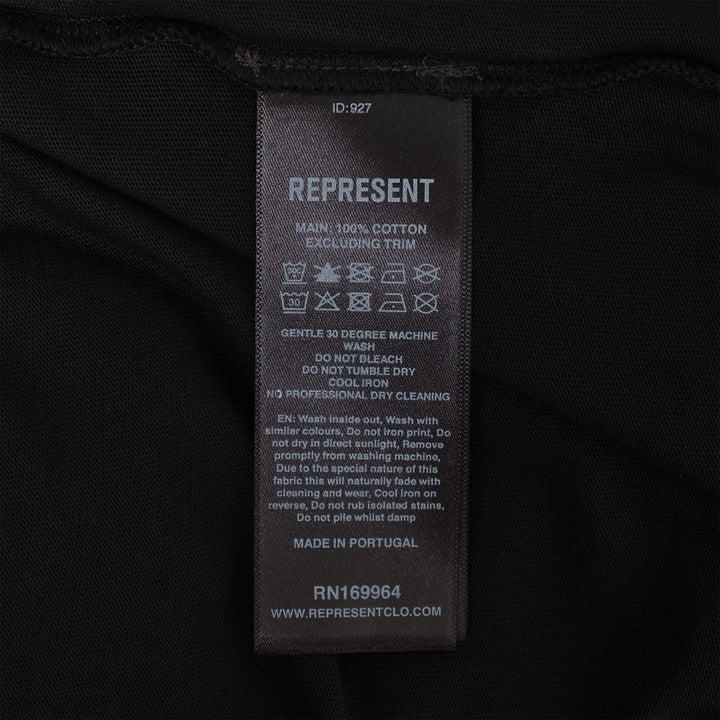 ID:927
REPRESENT
MAIN: 100% COTTON
EXCLUDING TRIM
30C
30
GENTLE 30 DEGREE MACHINE
WASH
DO NOT BLEACH
DO NOT TUMBLE DRY
COOL IRON
NO PROFESSIONAL DRY CLEANING
EN: Wash inside out, Wash with
similar colours, Do not iron print, Do
not dry in direct sunlight, Remove
promptly from washing machine,
Due to the special nature of this
fabric this will naturally fade with
cleaning and wear, Cool iron on
reverse, Do not rub isolated stains,
Do not pile whilst damp
MADE IN PORTUGAL
RN169964
WWW.REPRESENTCLO.COM